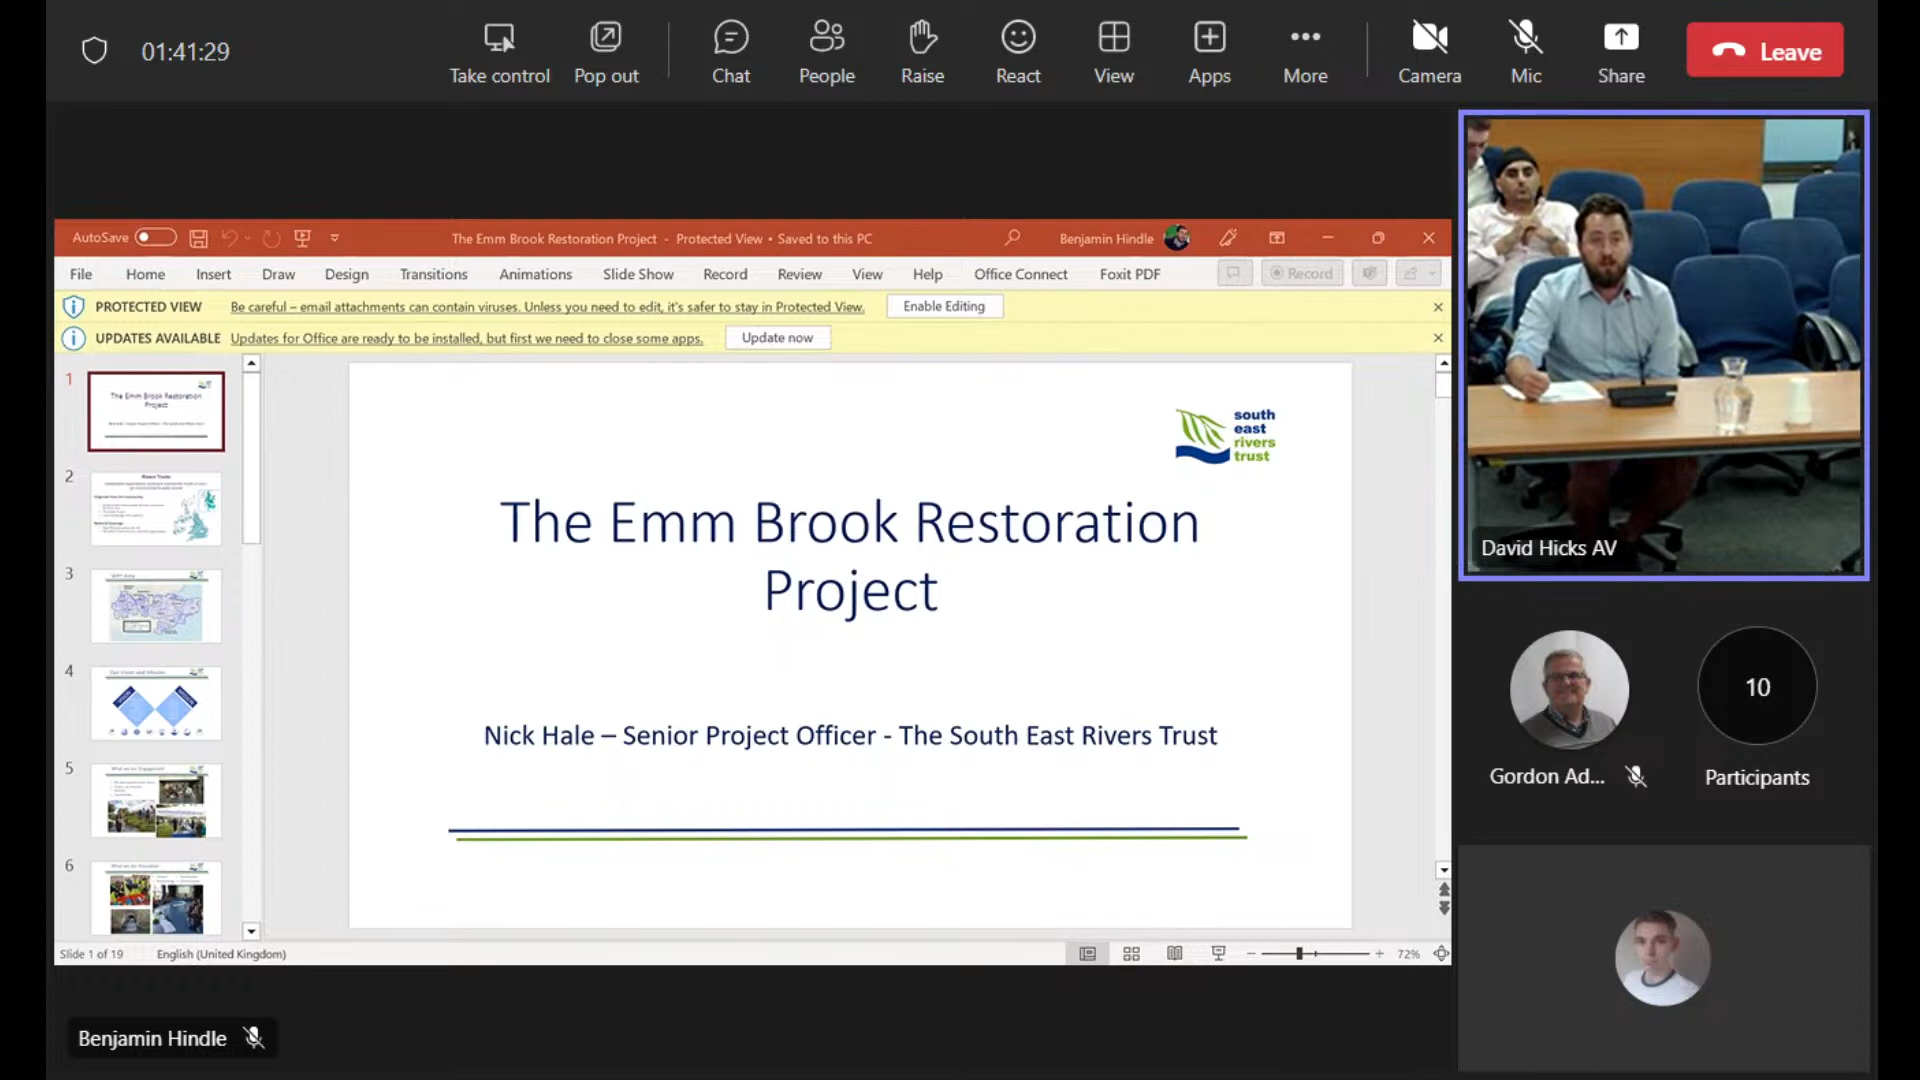 01:41:29
Take control
Pop out
Chat
People
Raise
React
View
Apps
More
Camera
Mic
Share
Leave
AutoSave
The Emm Brook Restoration Project - Protected View • Saved to this PC
Benjamin Hindle
File
Home
Insert
Draw
Design
Transitions
Animations
Slide Show
Record
Review
View
Help
Office Connect
Foxit PDF
Record
PROTECTED VIEW
Be careful – email attachments can contain viruses. Unless you need to edit, it's safer to stay in Protected View.
Enable Editing
UPDATES AVAILABLE
Updates for Office are ready to be installed, but first we need to close some apps.
Update now
1
The Emm Brook Restoration
Project
2
3
4
5
6
south
east
rivers
trust
The Emm Brook Restoration
Project
Nick Hale – Senior Project Officer - The South East Rivers Trust
Slide 1 of 19
English (United Kingdom)
72%
Benjamin Hindle
David Hicks AV
Gordon Ad...
10
Participants